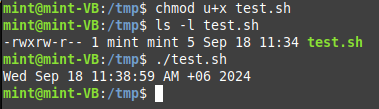 mint@mint-VB:/tmp$ chmod u+x test.sh
mint@mint-VB:/tmp$ ls -l test.sh
-rwxrw-r-- 1 mint mint 5 Sep 18 11:34 test.sh
mint@mint-VB:/tmp$ ./test.sh
Wed Sep 18 11:38:59 AM +06 2024
mint@mint-VB:/tmp$